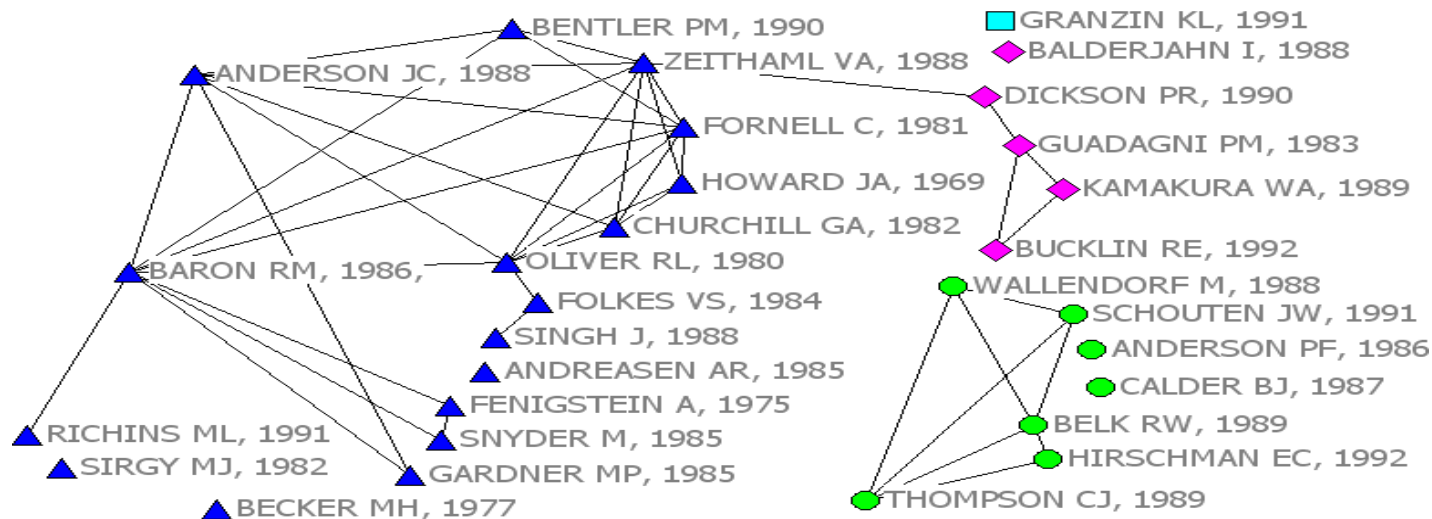 BENTLER PM, 1990
GRANZIN KL, 1991
BALDERJAHN I, 1988
ANDERSON JC, 1988
ZEITHAML VA, 1988
DICKSON PR, 1990
FORNELL C, 1981
GUADAGNI PM, 1983
HOWARD JA, 1969
KAMAKURA WA, 1989
CHURCHILL GA, 1982
BUCKLIN RE, 1992
OLIVER RL, 1980
BARON RM, 1986,
WALLENDORF M, 1988
FOLKES VS, 1984
SCHOUTEN JW, 1991
SINGH J, 1988
ANDERSON PF, 1986
ANDREASEN AR, 1985
CALDER BJ, 1987
FENIGSTEIN A, 1975
BELK RW, 1989
RICHINS ML, 1991
SNYDER M, 1985
HIRSCHMAN EC, 1992
SIRGY MJ, 1982
GARDNER MP, 1985
THOMPSON CJ, 1989
BECKER MH, 1977